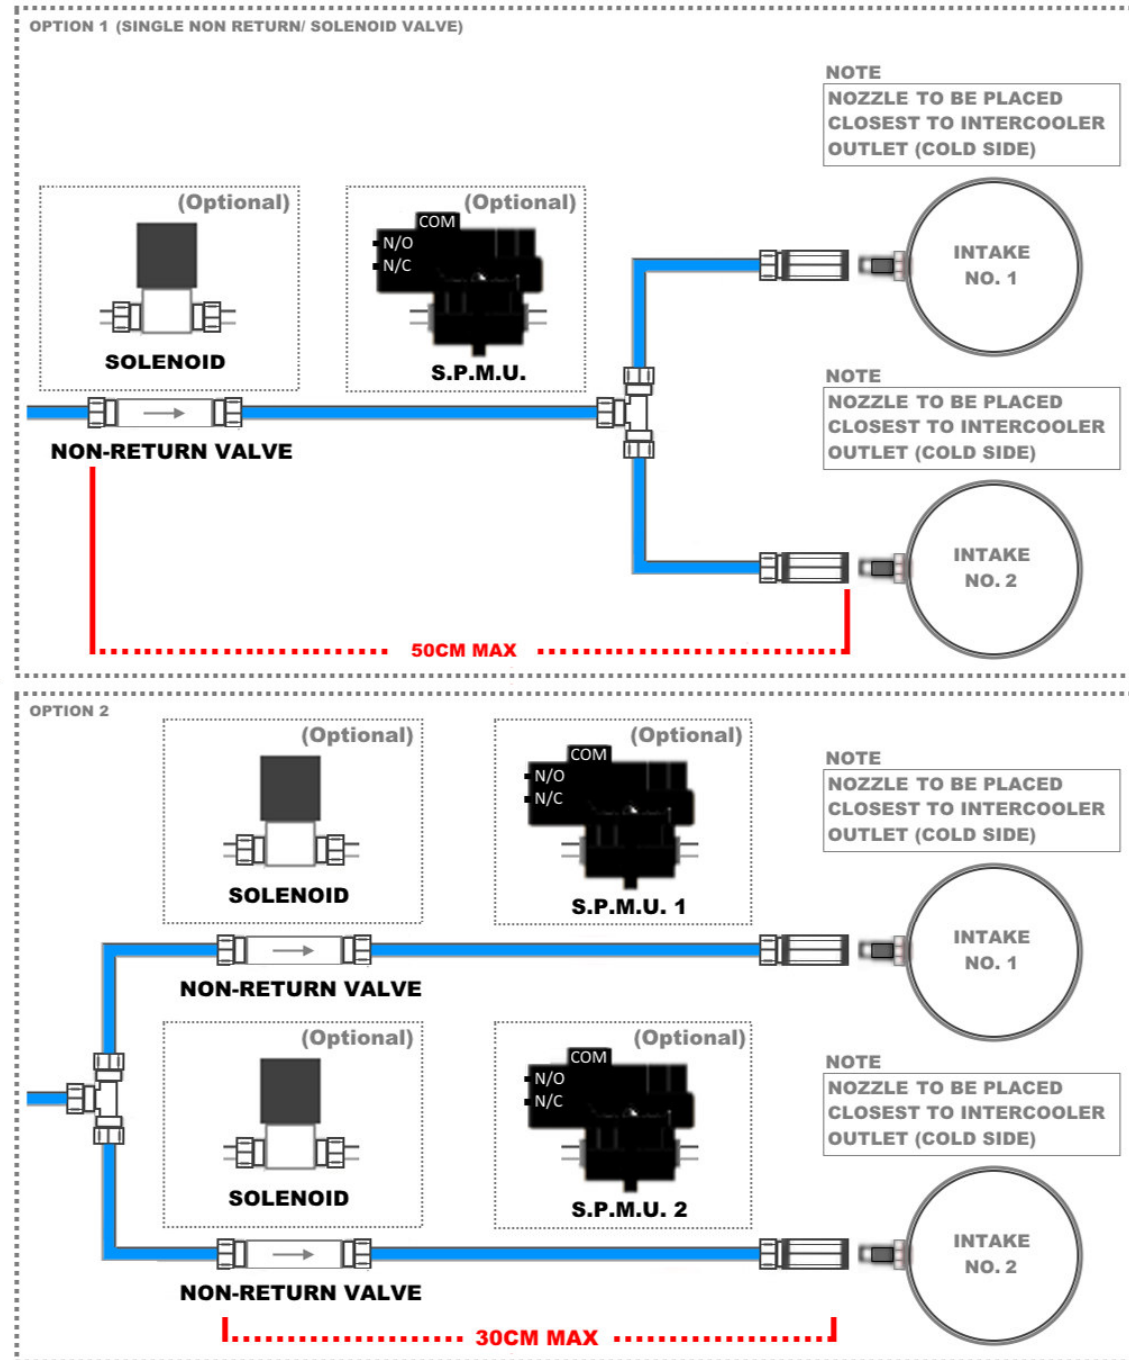 OPTION 1 (SINGLE NON RETURN/ SOLENOID VALVE)
NOTE
NOZZLE TO BE PLACED
CLOSEST TO INTERCOOLER
OUTLET (COLD SIDE)
(Optional)
SOLENOID
(Optional)
COM
N/O
N/C
S.P.M.U.
INTAKE
NO. 1
NON-RETURN VALVE
NOTE
NOZZLE TO BE PLACED
CLOSEST TO INTERCOOLER
OUTLET (COLD SIDE)
INTAKE
NO. 2
50CM MAX
OPTION 2
(Optional)
SOLENOID
(Optional)
COM
N/O
N/C
S.P.M.U. 1
NOTE
NOZZLE TO BE PLACED
CLOSEST TO INTERCOOLER
OUTLET (COLD SIDE)
INTAKE
NO. 1
NON-RETURN VALVE
(Optional)
SOLENOID
(Optional)
COM
N/O
N/C
S.P.M.U. 2
NOTE
NOZZLE TO BE PLACED
CLOSEST TO INTERCOOLER
OUTLET (COLD SIDE)
INTAKE
NO. 2
NON-RETURN VALVE
30CM MAX